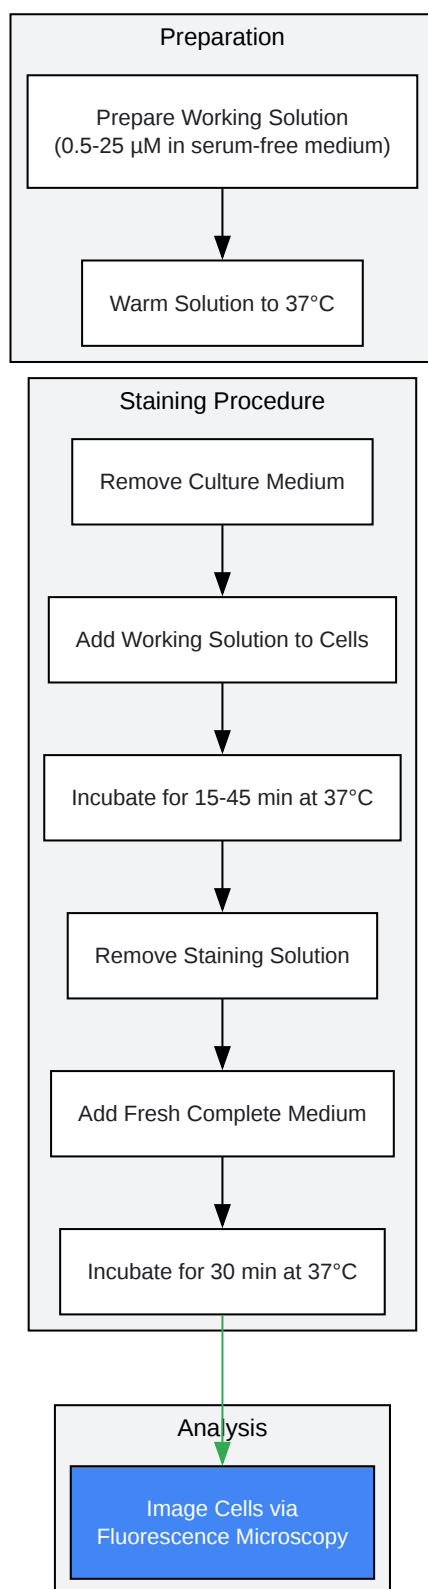 Preparation
Prepare Working Solution
(0.5-25 µM in serum-free medium)
Warm Solution to 37°C
Staining Procedure
Remove Culture Medium
Add Working Solution to Cells
Incubate for 15-45 min at 37°C
Remove Staining Solution
Add Fresh Complete Medium
Incubate for 30 min at 37°C
Analysis
Image Cells via
Fluorescence Microscopy